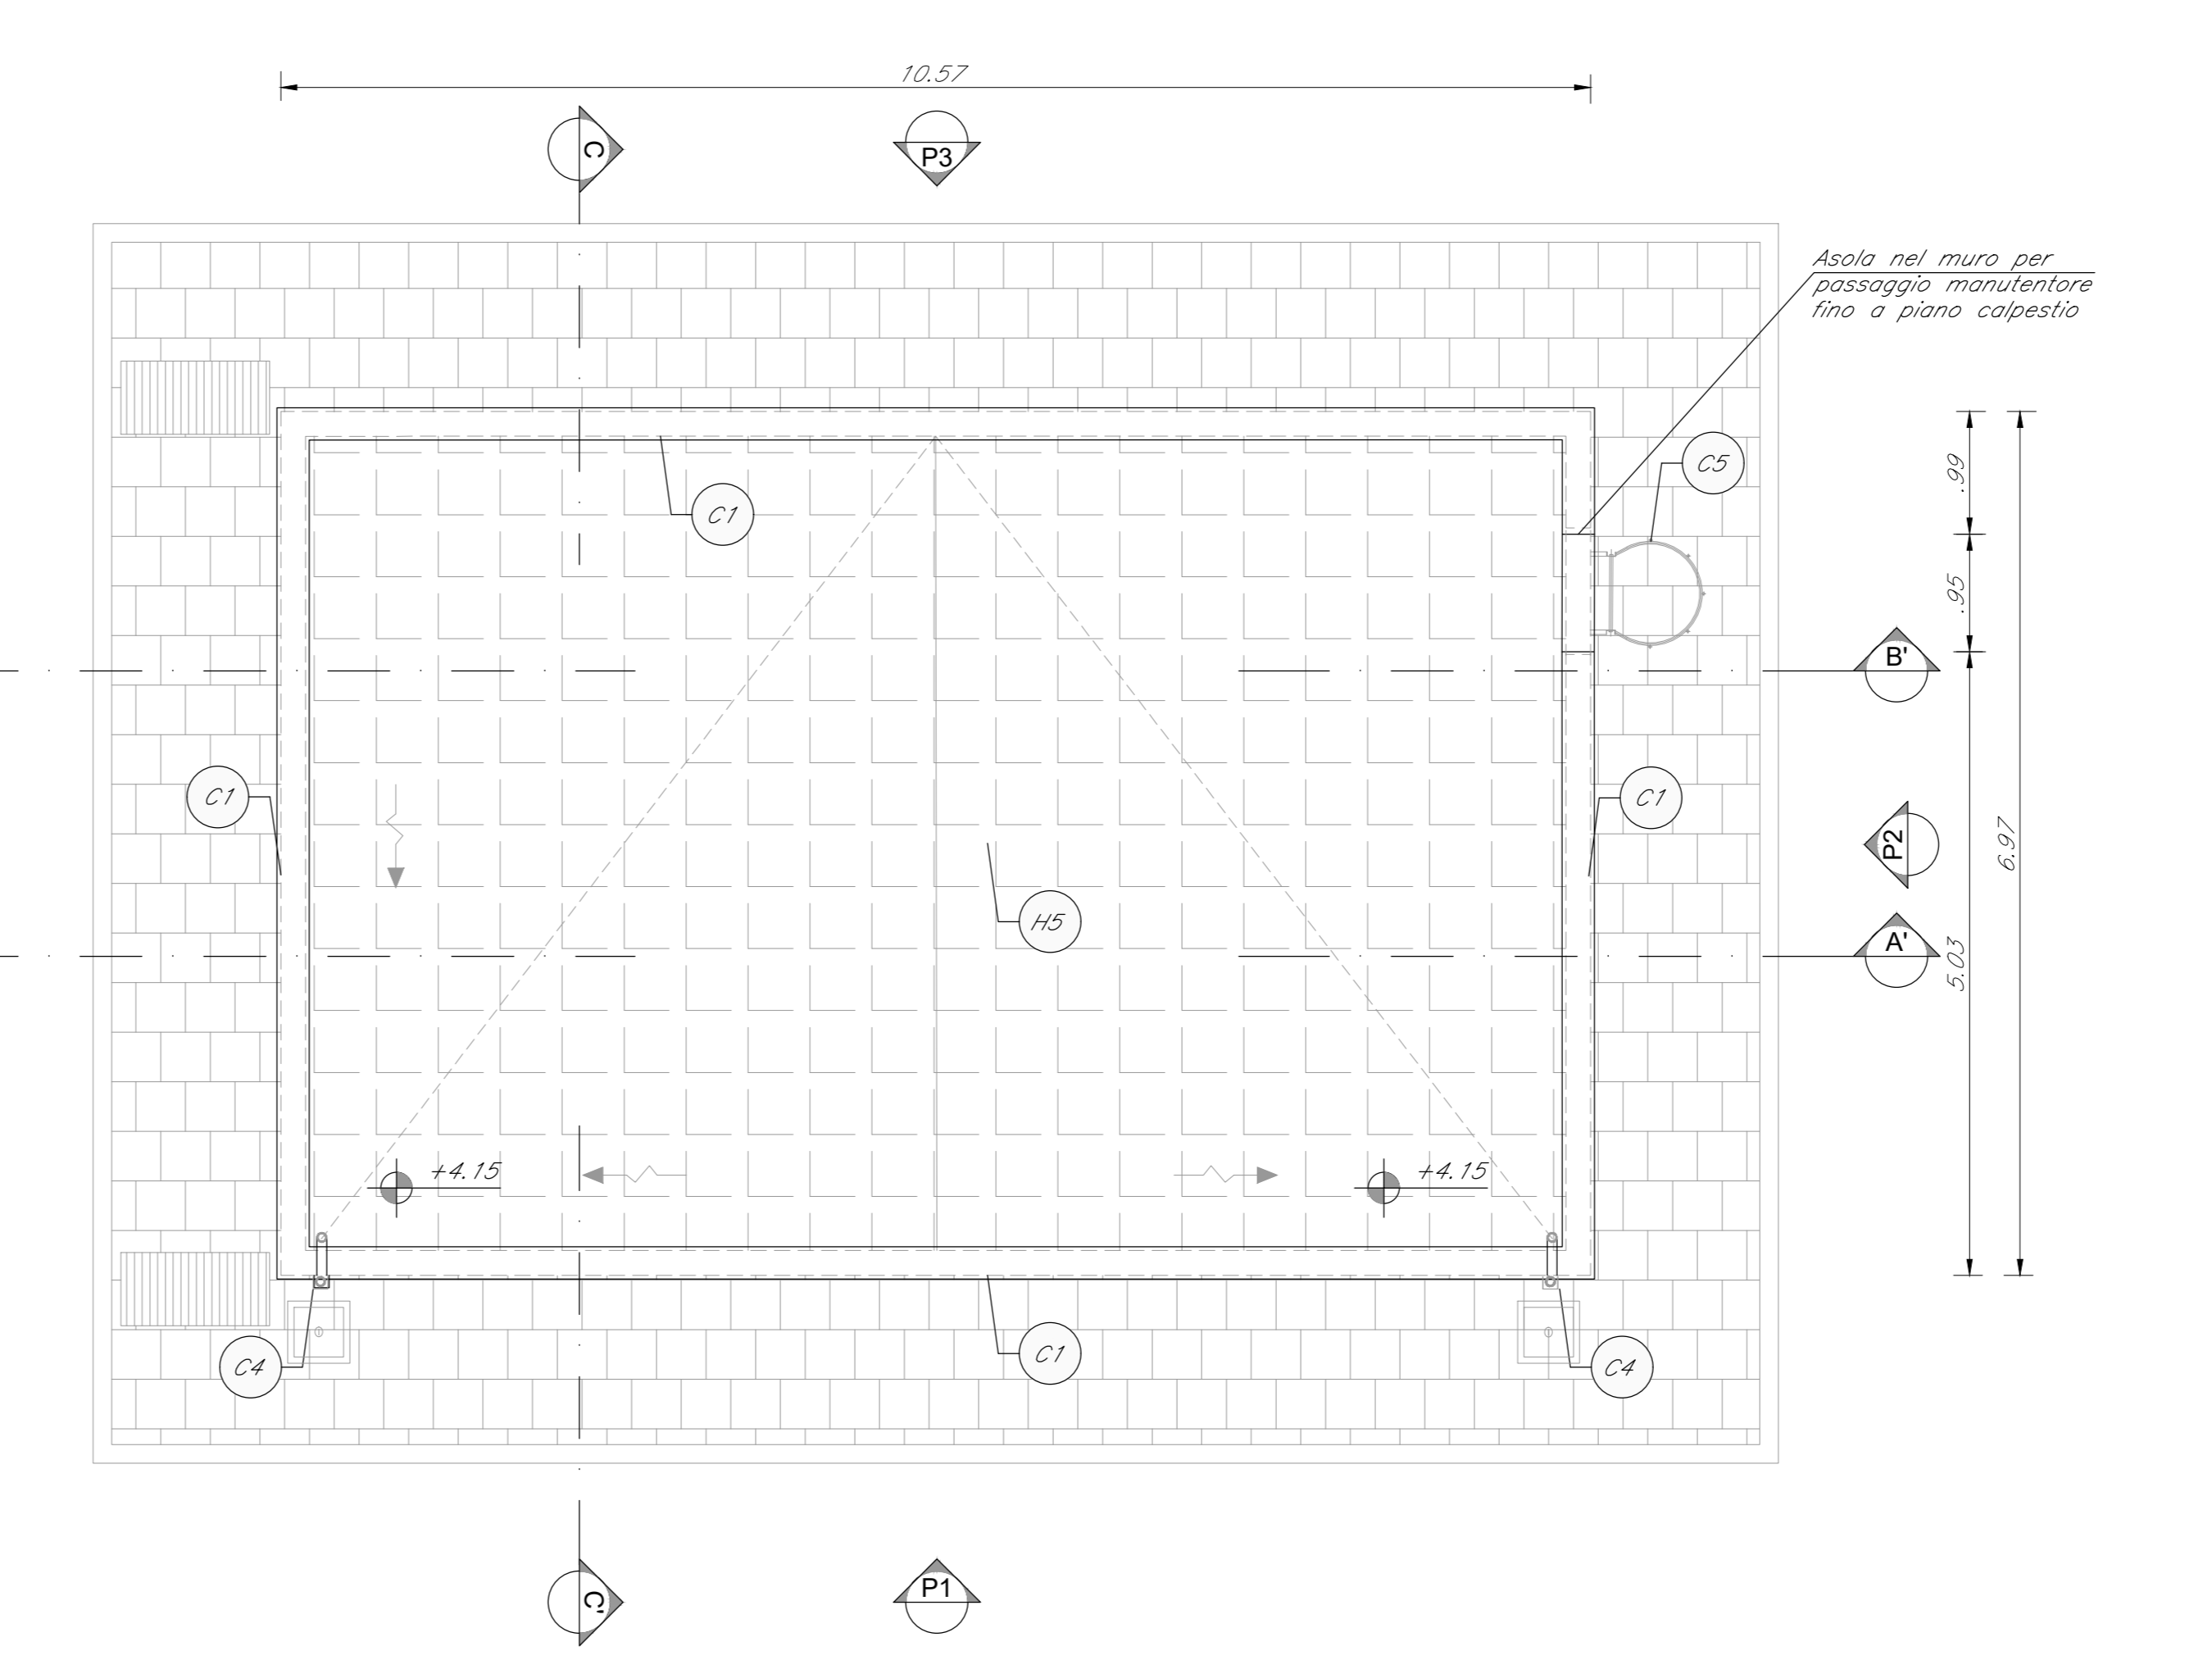 10.57
C
P3
Asola nel muro per
passaggio manutentore
fino a piano calpestio
C5
.99
C1
.95
B'
C1
C1
P2
6.97
H5
A'
5.03
+4.15
+4.15
C4
C1
C4
C'
P1